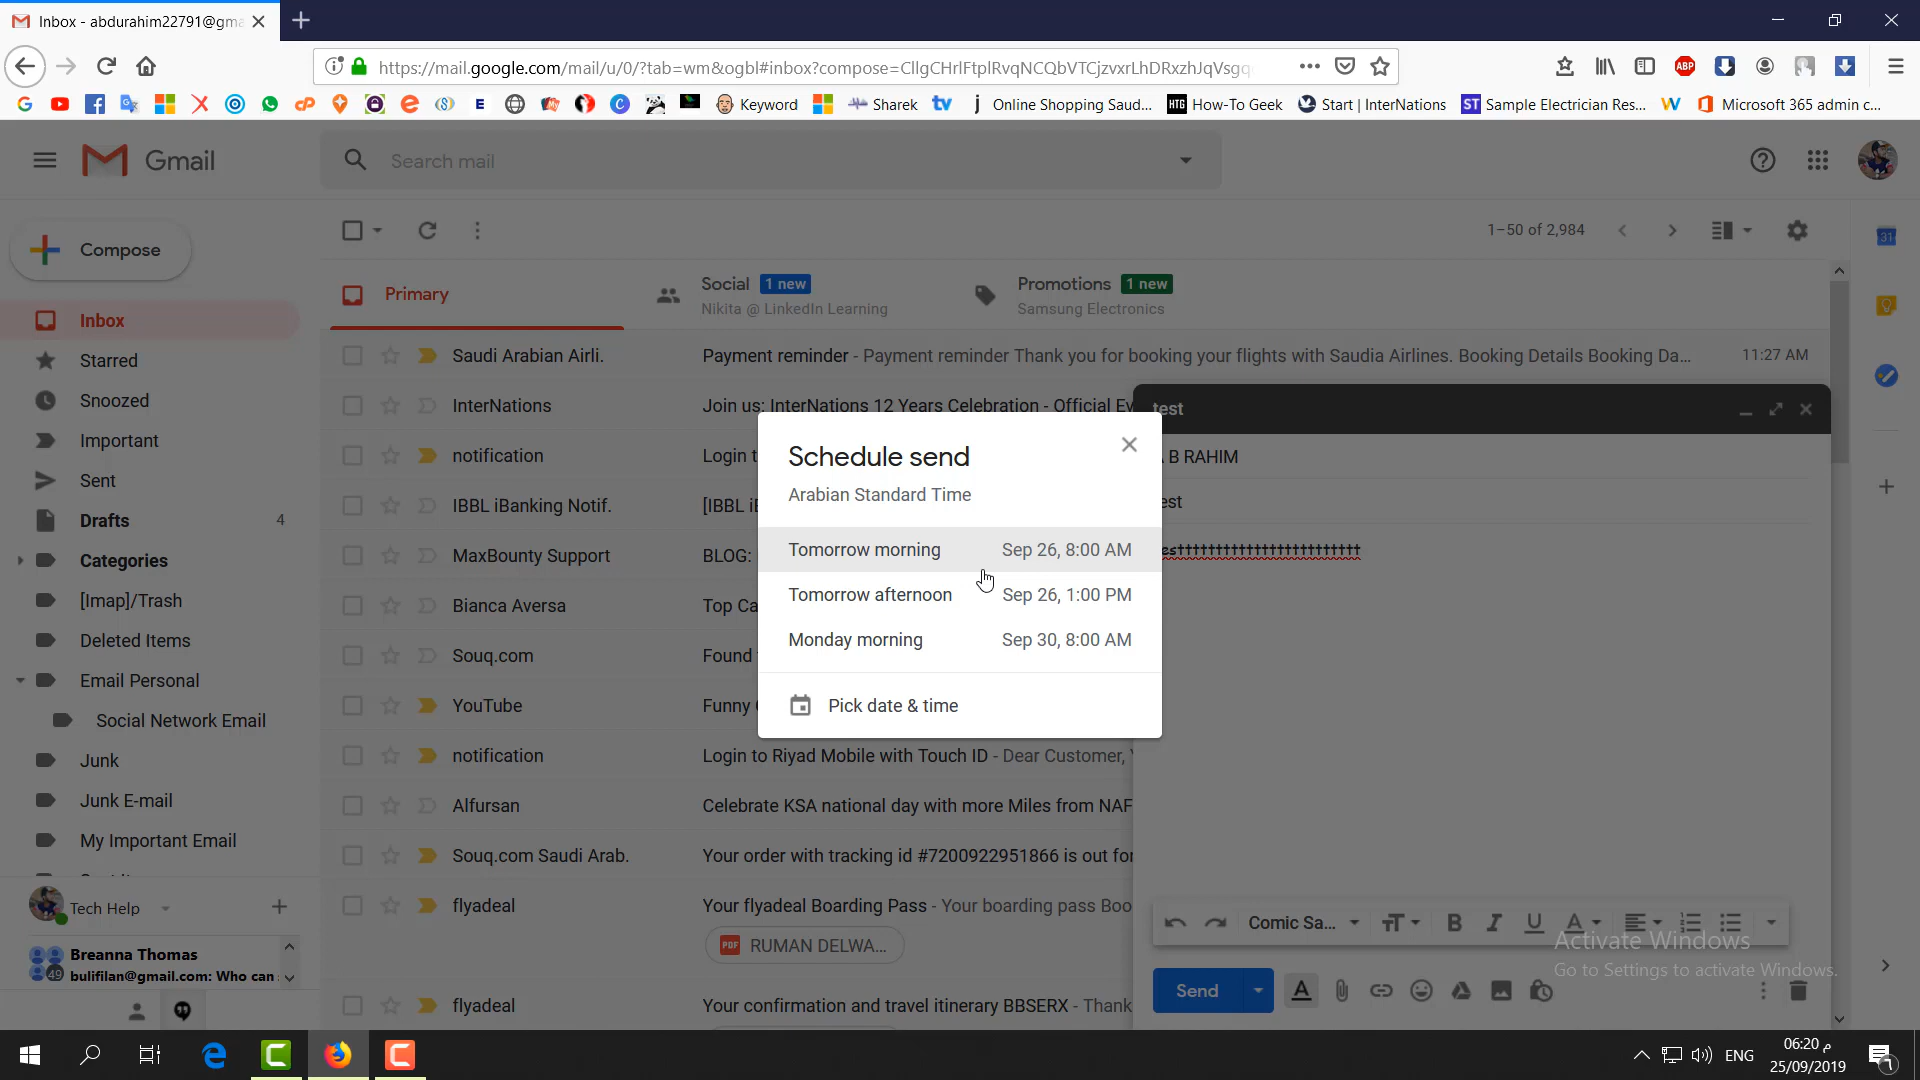 Inbox - abdurahim22791@gma
https://mail.google.com/mail/u/0/?tab=wm&ogbl#inbox?compose=CllgCHrlFtplRvqNCQbVTCjzvxrLhDRxzhJqVsgq
Keyword
Sharek
Online Shopping Saud...
HTG How-To Geek
Start | InterNations
ST Sample Electrician Res...
Microsoft 365 admin c...
Gmail
Search mail
Compose
1–50 of 2,984
Primary
Social 1 new
Nikita @ LinkedIn Learning
Promotions 1 new
Samsung Electronics
Inbox
Starred
Snoozed
Important
Sent
Drafts 4
Categories
[Imap]/Trash
Deleted Items
Email Personal
Social Network Email
Junk
Junk E-mail
My Important Email
Tech Help
Breanna Thomas
49 bulifilan@gmail.com: Who can
Saudi Arabian Airli. Payment reminder - Payment reminder Thank you for booking your flights with Saudia Airlines. Booking Details Booking Da... 11:27 AM
InterNations Join us: InterNations 12 Years Celebration - Official Ev
notification Login t
IBBL iBanking Notif. [IBBL iE
MaxBounty Support BLOG:
Bianca Aversa Top Ca
Souq.com Found
YouTube Funny
notification Login to Riyad Mobile with Touch ID - Dear Customer,
Alfursan Celebrate KSA national day with more Miles from NAF
Souq.com Saudi Arab. Your order with tracking id #7200922951866 is out for
flyadeal Your flyadeal Boarding Pass - Your boarding pass Boo
PDF RUMAN DELWA...
flyadeal Your confirmation and travel itinerary BBSERX - Thank
Schedule send
Arabian Standard Time
Tomorrow morning Sep 26, 8:00 AM
Tomorrow afternoon Sep 26, 1:00 PM
Monday morning Sep 30, 8:00 AM
Pick date & time
test
B RAHIM
est
Comic Sa...
Send
Activate Windows
Go to Settings to activate Windows.
ENG
06:20 م
25/09/2019